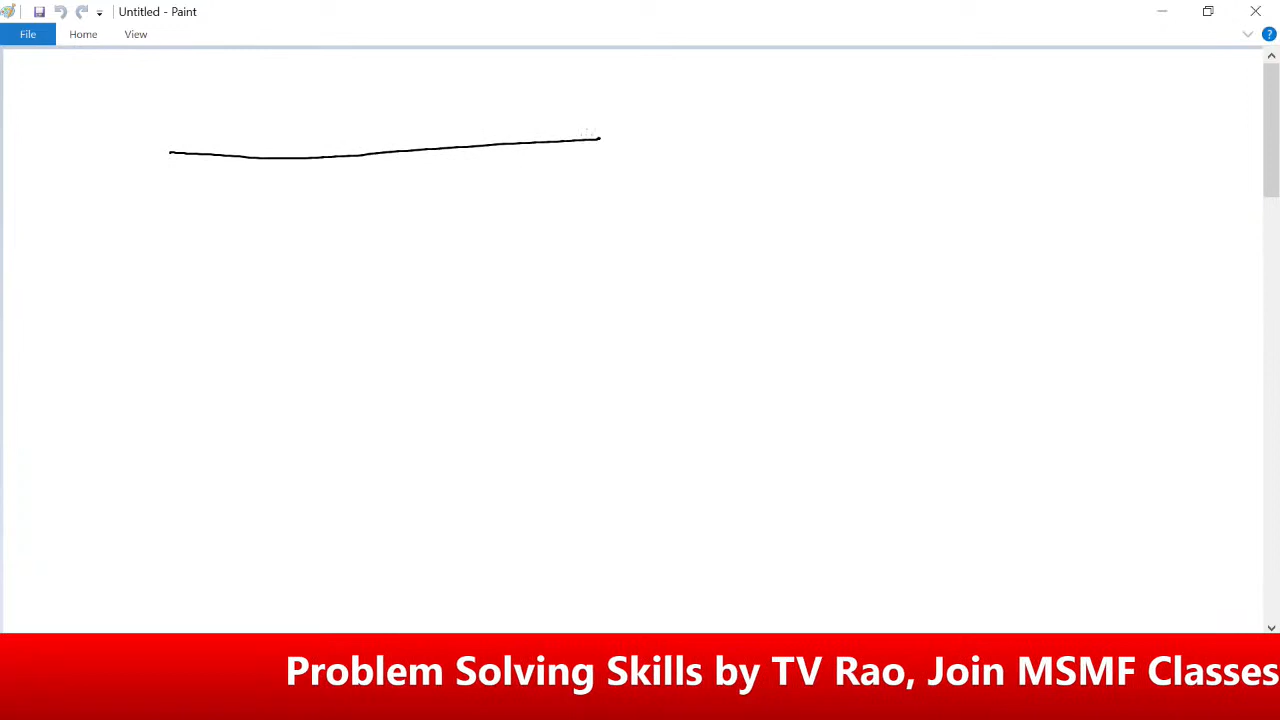 Untitled - Paint
File Home View
Problem Solving Skills by TV Rao, Join MSMF Classes